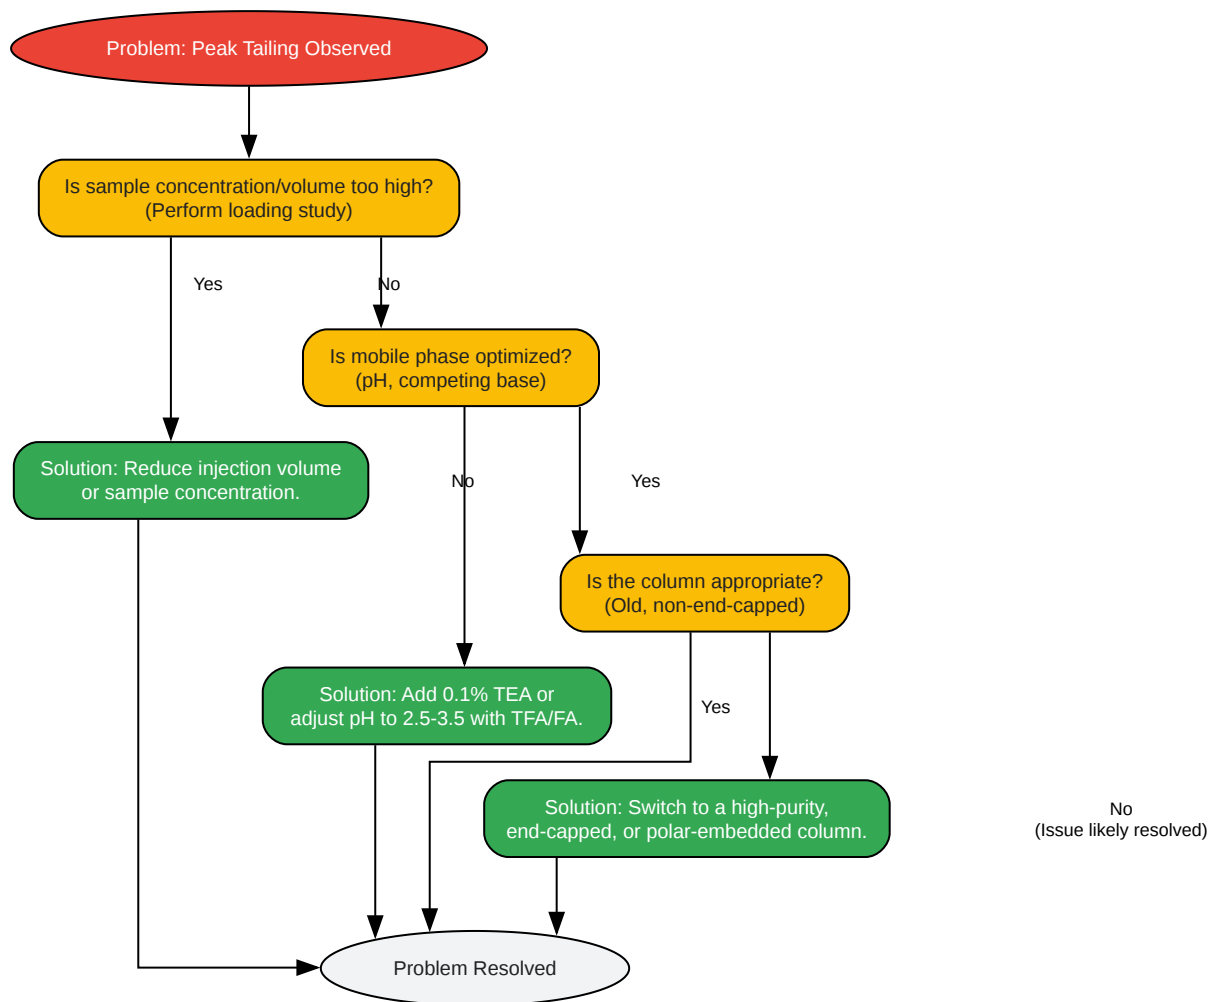 Problem: Peak Tailing Observed
Is sample concentration/volume too high?
(Perform loading study)
Yes
No
Is mobile phase optimized?
(pH, competing base)
Solution: Reduce injection volume
or sample concentration.
No
Yes
Is the column appropriate?
(Old, non-end-capped)
Solution: Add 0.1% TEA or
adjust pH to 2.5-3.5 with TFA/FA.
Yes
Solution: Switch to a high-purity,
end-capped, or polar-embedded column.
No
(Issue likely resolved)
Problem Resolved